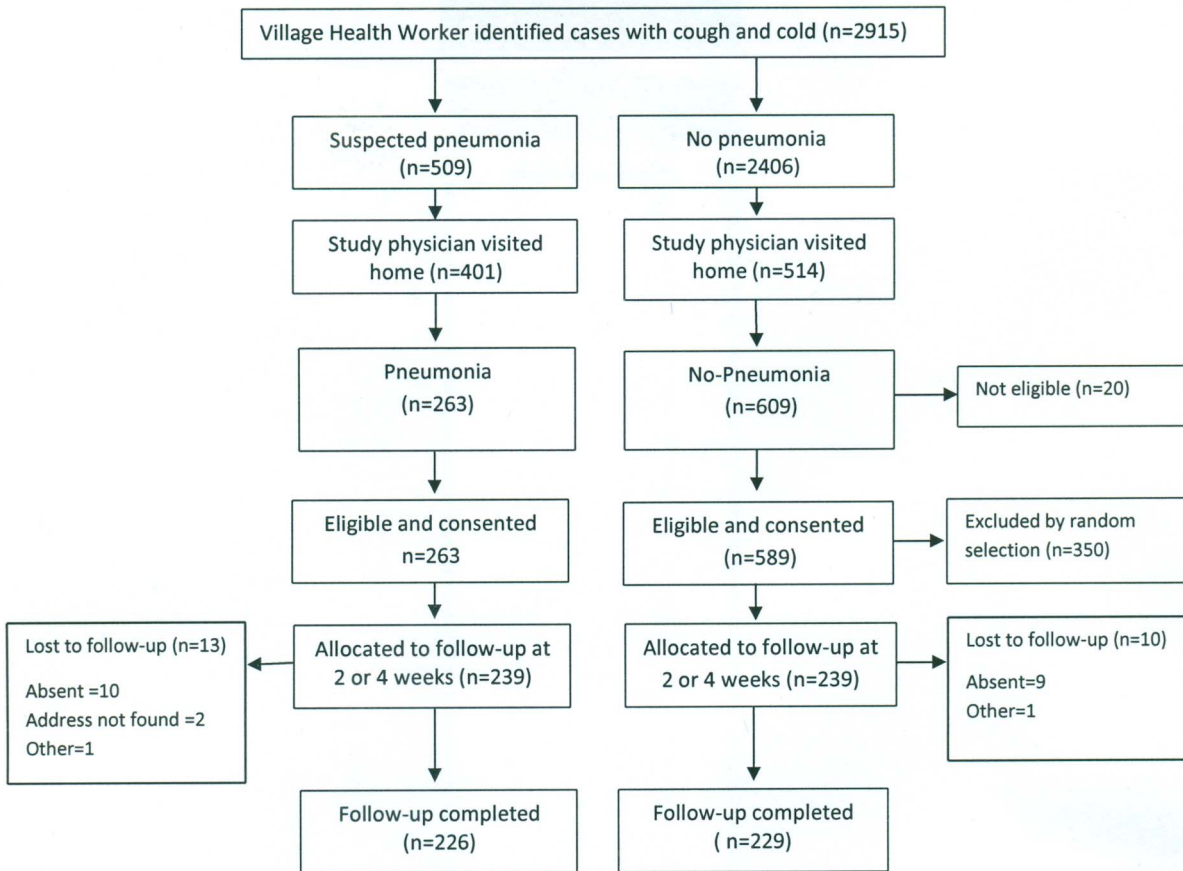 Village Health Worker identified cases with cough and cold (n=2915)
Suspected pneumonia
(n=509)
No pneumonia
(n=2406)
Study physician visited
home (n=401)
Study physician visited
home (n=514)
Pneumonia
(n=263)
No-Pneumonia
(n=609)
Not eligible (n=20)
Eligible and consented
n=263
Eligible and consented
(n=589)
Excluded by random
selection (n=350)
Lost to follow-up (n=13)
Absent =10
Address not found =2
Other=1
Allocated to follow-up at
2 or 4 weeks (n=239)
Allocated to follow-up at
2 or 4 weeks (n=239)
Lost to follow-up (n=10)
Absent=9
Other=1
Follow-up completed
(n=226)
Follow-up completed
( n=229)